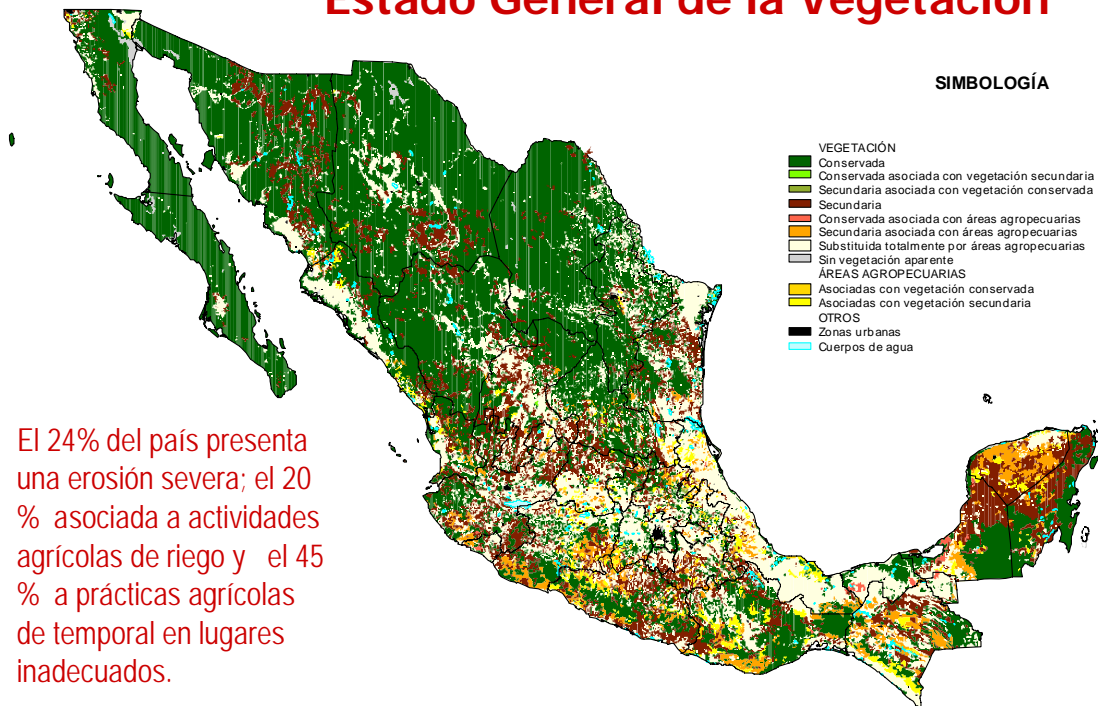 Estado General de la Vegetación
SIMBOLOGÍA
VEGETACIÓN
Conservada
Conservada asociada con vegetación secundaria
Secundaria asociada con vegetación conservada
Secundaria
Conservada asociada con áreas agropecuarias
Secundaria asociada con áreas agropecuarias
Substituida totalmente por áreas agropecuarias
Sin vegetación aparente
ÁREAS AGROPECUARIAS
Asociadas con vegetación conservada
Asociadas con vegetación secundaria
OTROS
Zonas urbanas
Cuerpos de agua
El 24% del país presenta
una erosión severa; el 20
% asociada a actividades
agrícolas de riego y el 45
% a prácticas agrícolas
de temporal en lugares
inadecuados.